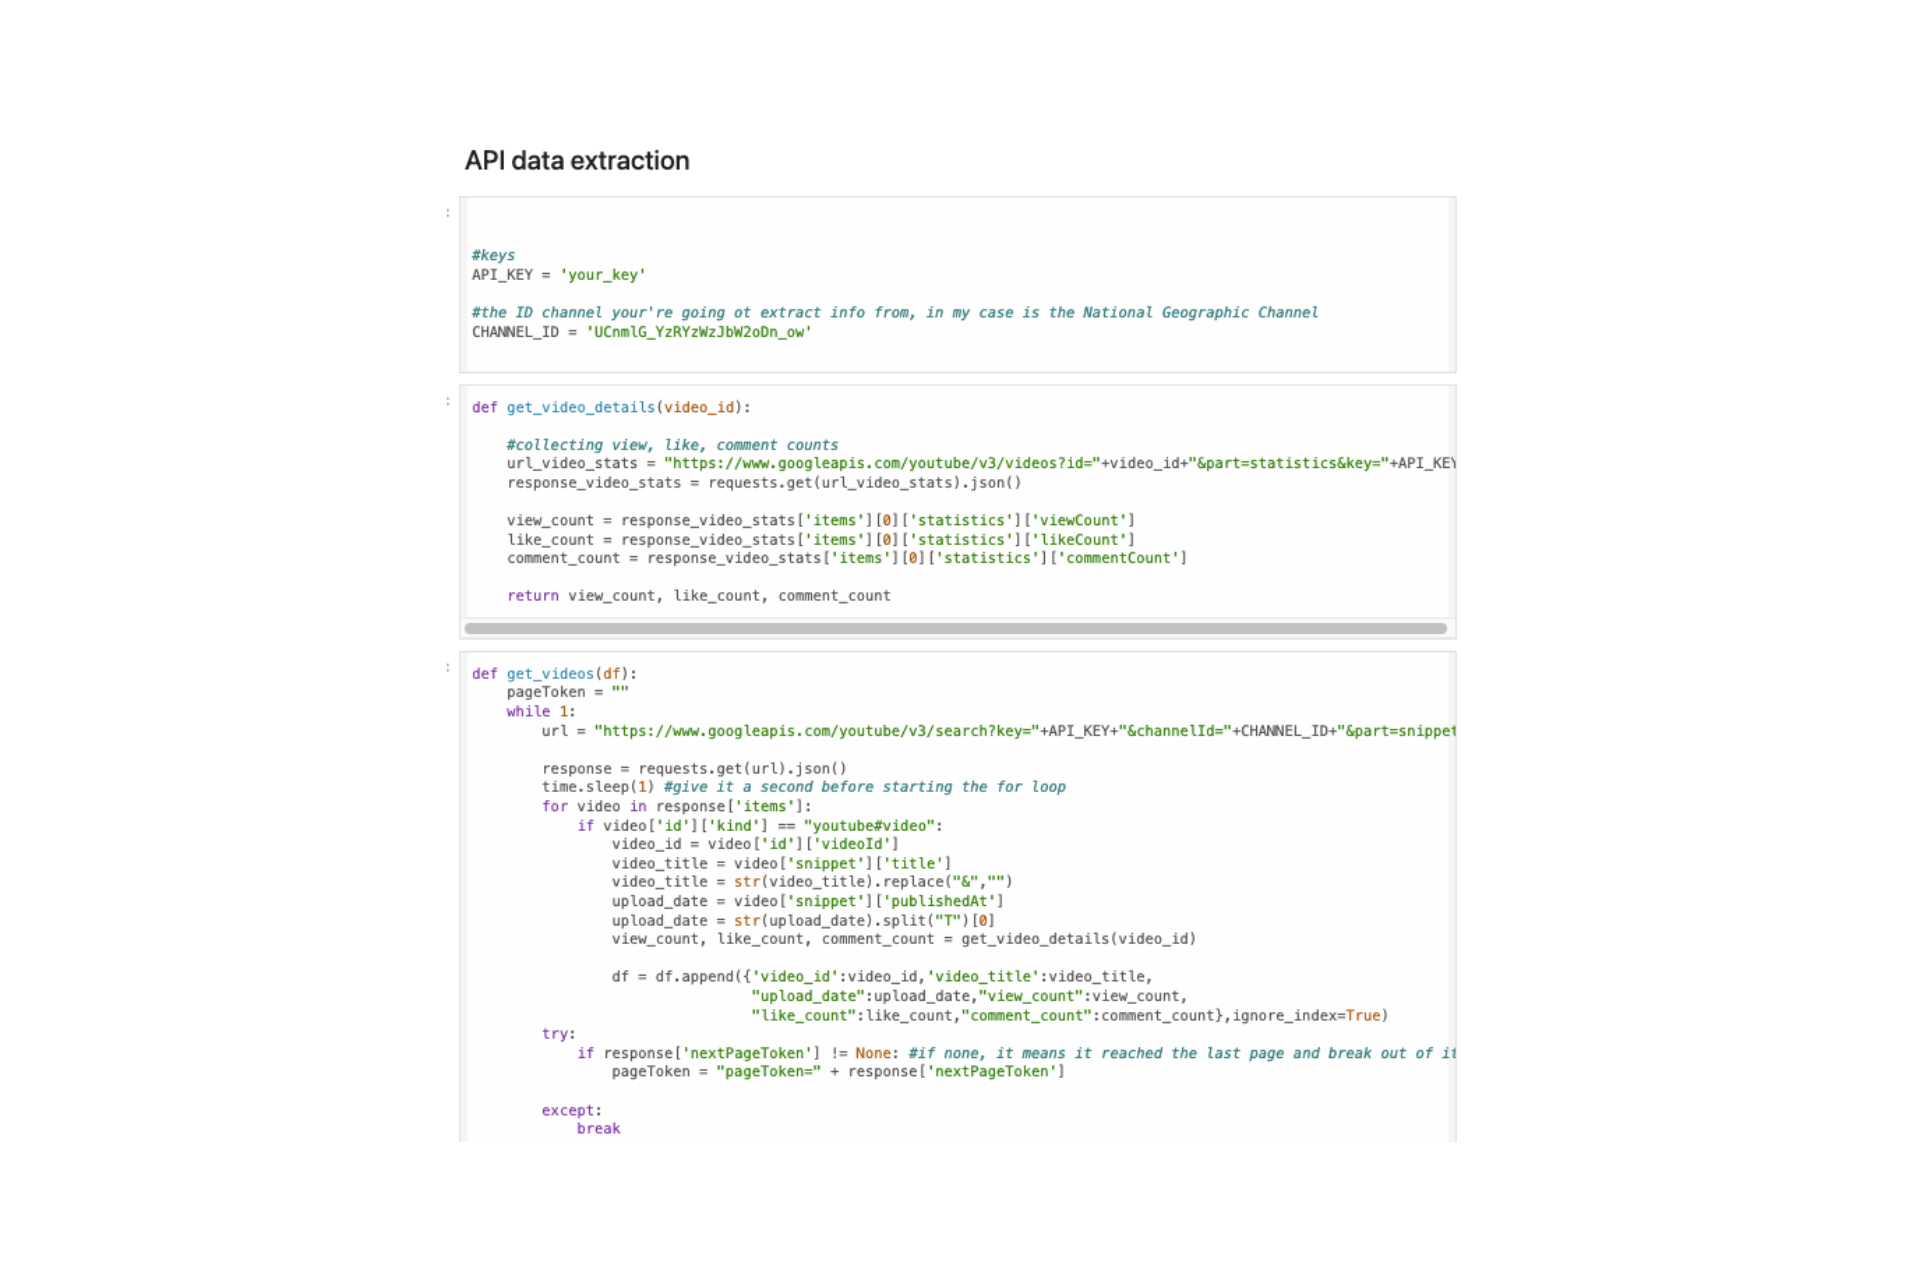 API data extraction
:
#keys
API_KEY = 'your_key'
#the ID channel your're going ot extract info from, in my case is the National Geographic Channel
CHANNEL_ID = 'UCnmlG_YzRYzWzJbW2oDn_ow'
:
def get_video_details(video_id):
#collecting view, like, comment counts
url_video_stats = "https://www.googleapis.com/youtube/v3/videos?id="+video_id+"&part=statistics&key="+API_KEY
response_video_stats = requests.get(url_video_stats).json()
view_count = response_video_stats['items'][0]['statistics']['viewCount']
like_count = response_video_stats['items'][0]['statistics']['likeCount']
comment_count = response_video_stats['items'][0]['statistics']['commentCount']
return view_count, like_count, comment_count
:
def get_videos(df):
pageToken = ""
while 1:
url = "https://www.googleapis.com/youtube/v3/search?key="+API_KEY+"&channelId="+CHANNEL_ID+"&part=snippet
response = requests.get(url).json()
time.sleep(1) #give it a second before starting the for loop
for video in response['items']:
if video['id']['kind'] == "youtube#video":
video_id = video['id']['videoId']
video_title = video['snippet']['title']
video_title = str(video_title).replace("&","")
upload_date = video['snippet']['publishedAt']
upload_date = str(upload_date).split("T")[0]
view_count, like_count, comment_count = get_video_details(video_id)
df = df.append({'video_id':video_id,'video_title':video_title,
"upload_date":upload_date,"view_count":view_count,
"like_count":like_count,"comment_count":comment_count},ignore_index=True)
try:
if response['nextPageToken'] != None: #if none, it means it reached the last page and break out of it
pageToken = "pageToken=" + response['nextPageToken']
except:
break